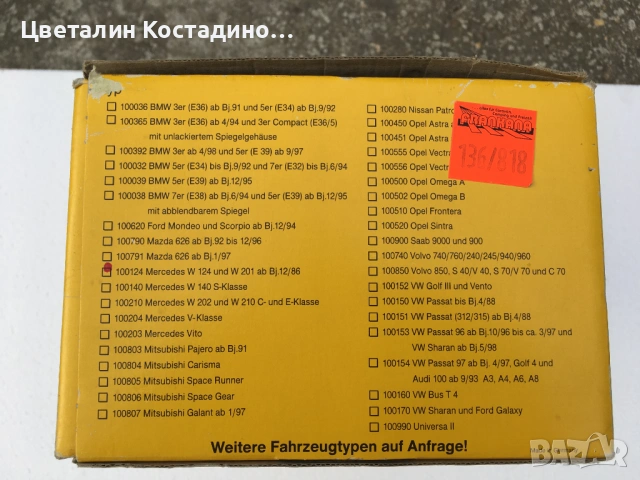 Цветалин Костадино...
yp
100036 BMW 3er (E36) ab Bj.91 und 5er (E34) ab Bj.9/92
100365 BMW 3er (E36) ab 4/94 und 3er Compact (E36/5)
mit unlackiertem Spiegelgehäuse
100392 BMW 3er ab 4/98 und 5er (E 39) ab 9/97
100032 BMW 5er (E34) bis Bj,9/92 und 7er (E32) bis Bj.6/94
100039 BMW 5er (E39) ab Bj.12/95
100038 BMW 7er (E38) ab Bj.6/94 und 5er (E39) ab Bj.12/95
mit abblendbarem Spiegel
100620 Ford Mondeo und Scorpio ab Bj.12/94
100790 Mazda 626 ab Bj.92 bis 12/96
100791 Mazda 626 ab Bj.1/97
100124 Mercedes W 124 und W 201 ab Bj.12/86
100140 Mercedes W 140 S-Klasse
100210 Mercedes W 202 und W 210 C- und E-Klasse
100204 Mercedes V-Klasse
100203 Mercedes Vito
100803 Mitsubishi Pajero ab Bj.91
100804 Mitsubishi Carisma
100805 Mitsubishi Space Runner
100806 Mitsubishi Space Gear
100807 Mitsubishi Galant ab 1/97
100280 Nissan Patro
100450 Opel Astra a
100451 Opel Astra
100555 Opel Vectr
100556 Opel Vectr
100500 Opel Omega A
100502 Opel Omega B
100510 Opel Frontera
100520 Opel Sintra
100900 Saab 9000 und 900
100740 Volvo 740/760/240/245/940/960
100850 Volvo 850, S 40/V 40, S 70/V 70 und C 70
100152 VW Golf III und Vento
100150 VW Passat bis Bj.4/88
100151 VW Passat (312/315) ab Bj.4/88
100153 VW Passat 96 ab Bj.10/96 bis ca. 3/97 und
VW Sharan ab Bj.5/98
100154 VW Passat 97 ab Bj. 4/97, Golf 4 und
Audi 100 ab 9/93 A3, A4, A6, A8
100160 VW Bus T 4
100170 VW Sharan und Ford Galaxy
100990 Universa II
136/818
Weitere Fahrzeugtypen auf Anfrage!
BAZAR